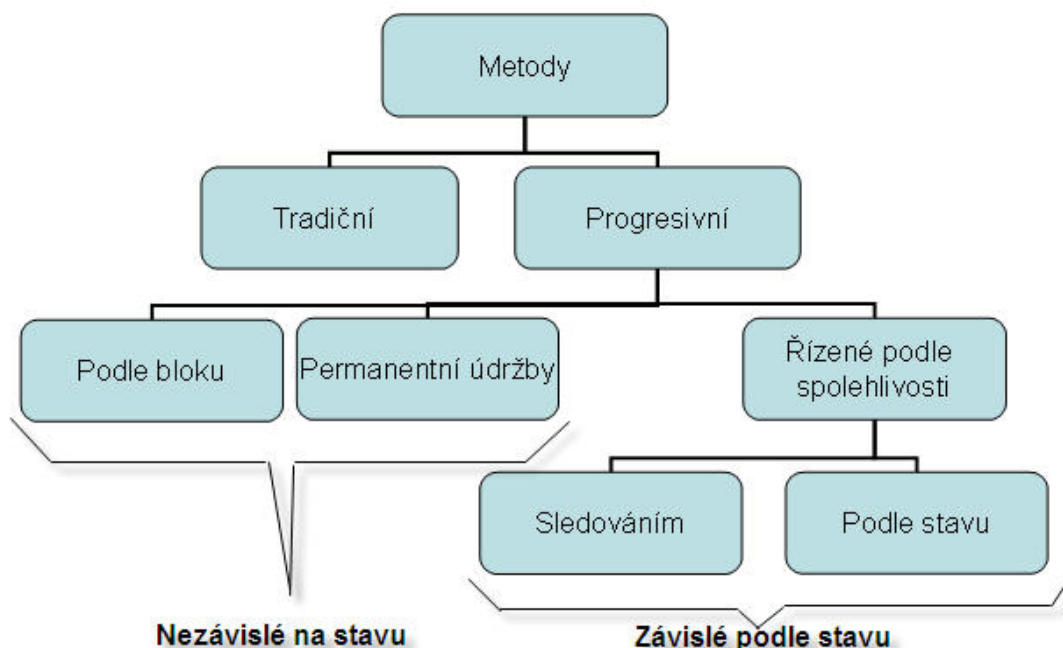 Metody
Tradiční
Progresivní
Podle bloku
Permanentní údržby
Řízené podle
spolehlivosti
Sledováním
Podle stavu
Nezávislé na stavu
Závislé podle stavu